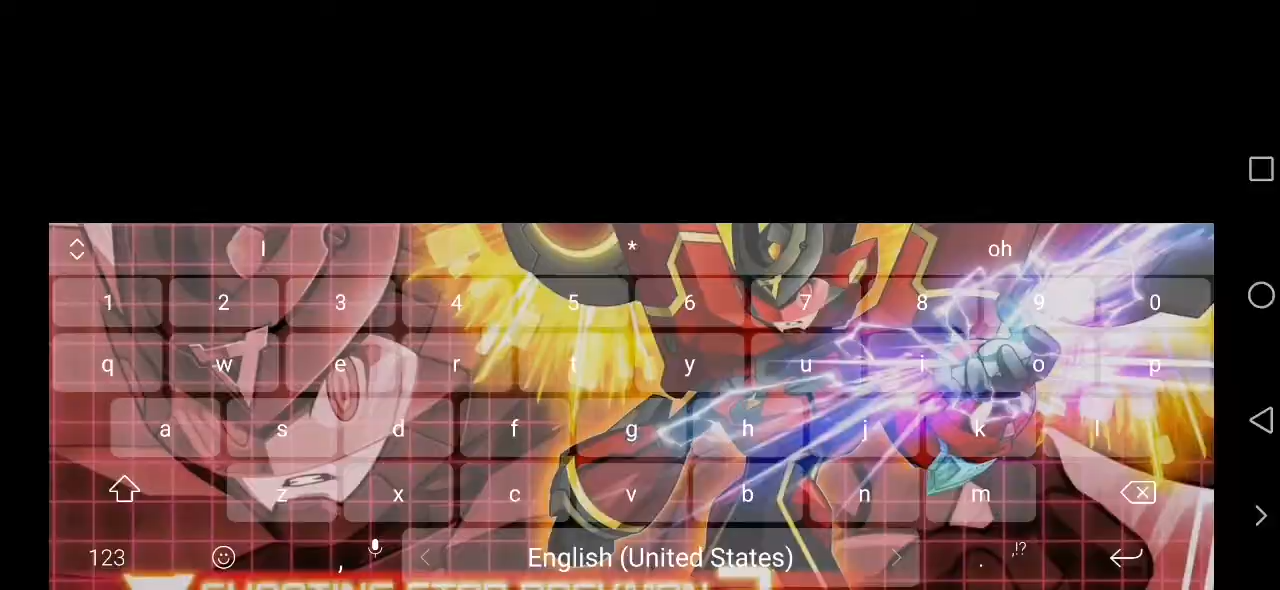 l * oh
1 2 3 4 5 6 7 8 9 0
q w e r t y u i o p
a s d f g h j k l
z x c v b n m
123 , English (United States) . ,!?